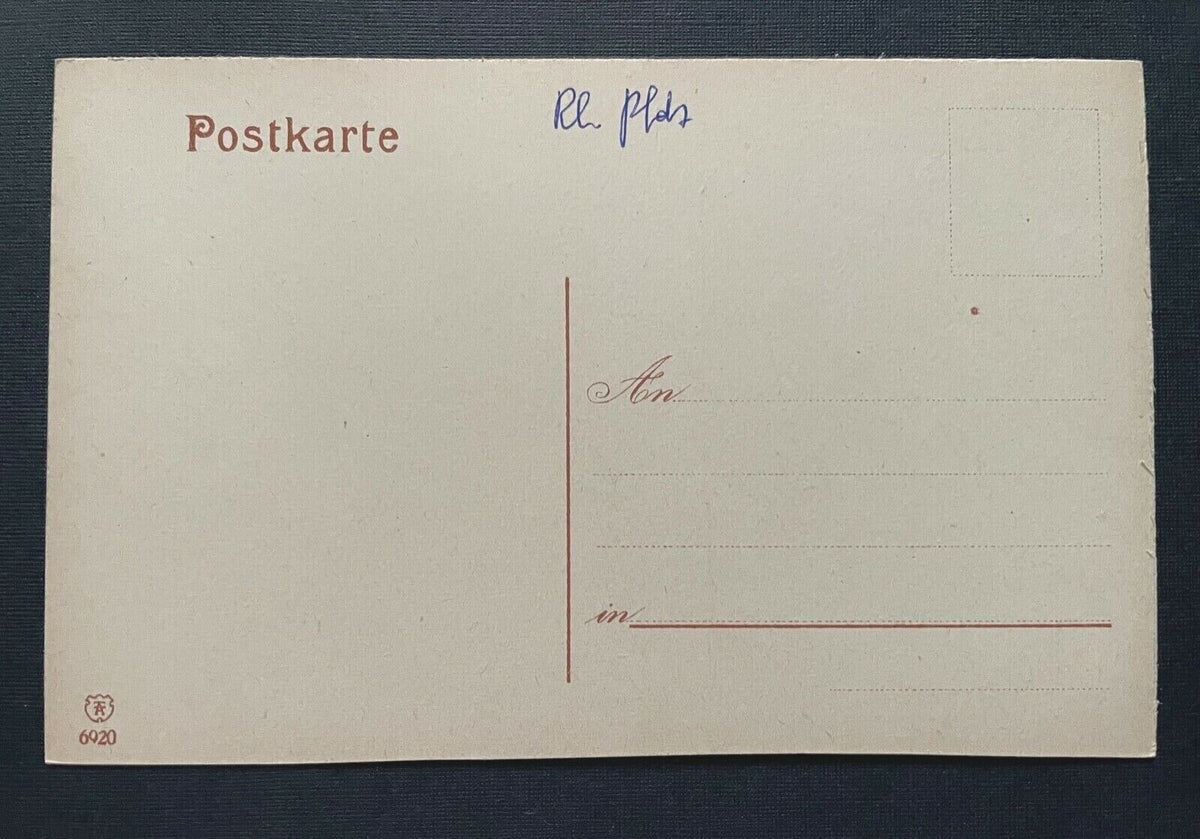 Postkarte
Rh. Pfalz
An
in
6920